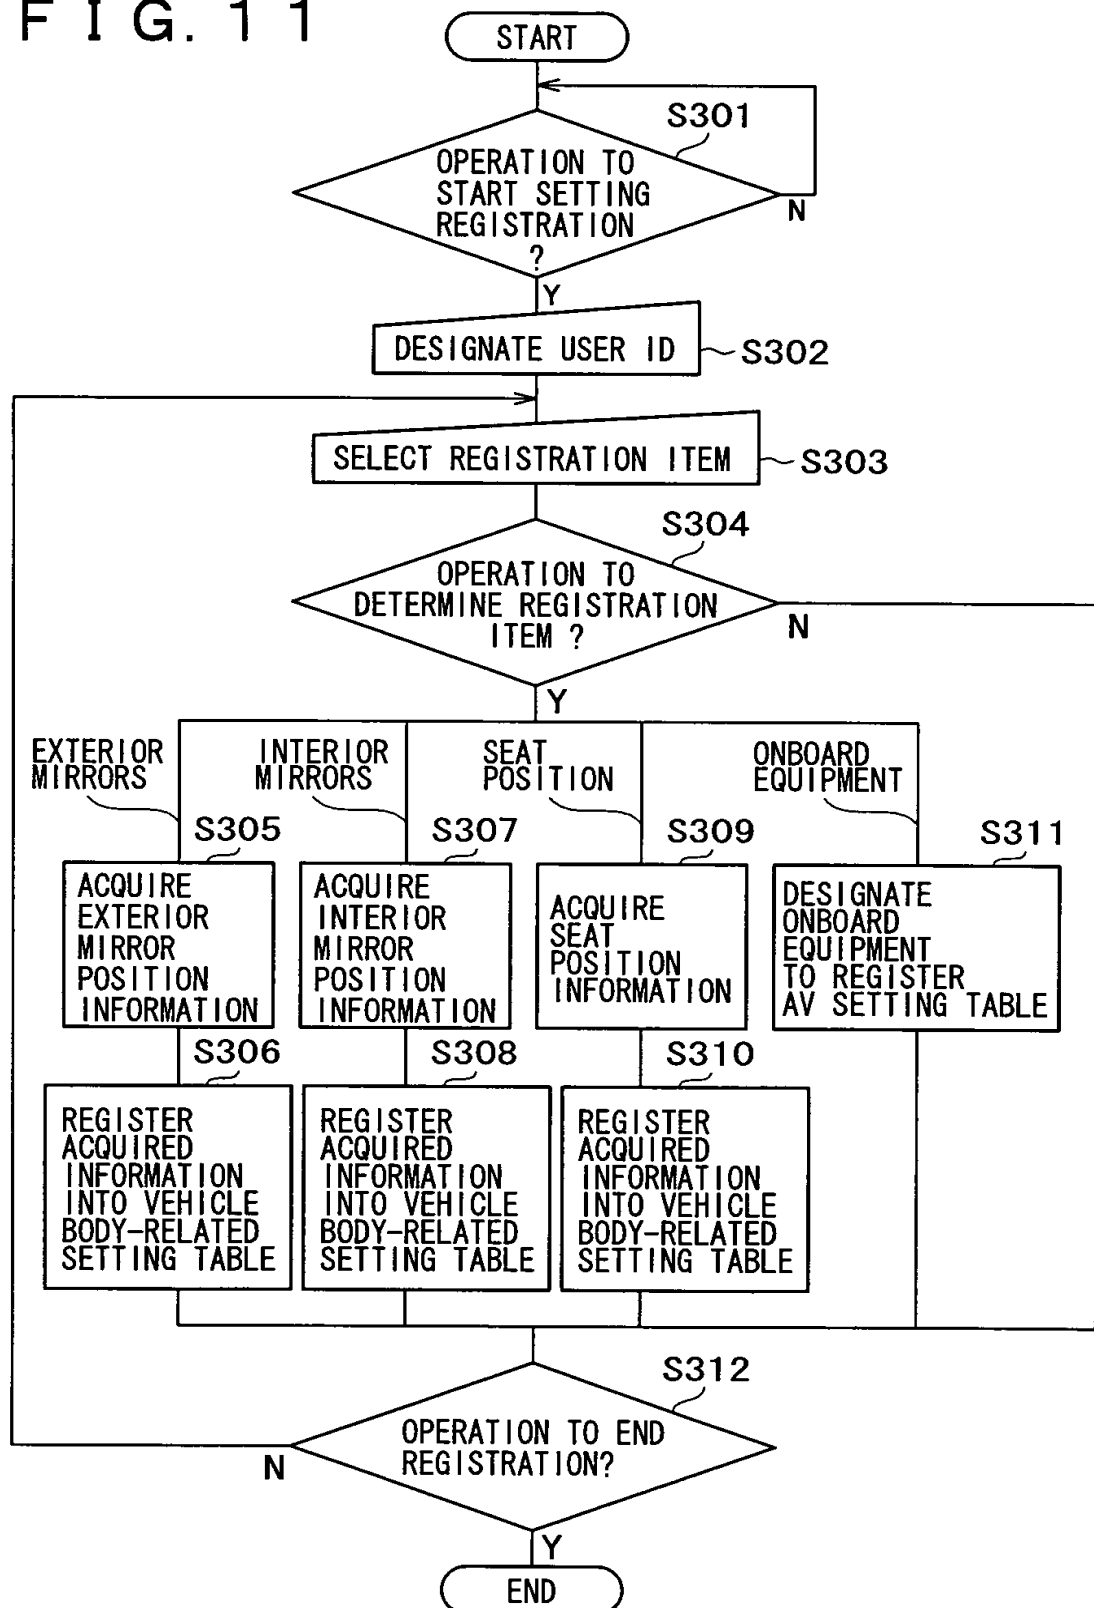 FIG. 11
START
S301
OPERATION TO
START SETTING
REGISTRATION
?
N
Y
DESIGNATE USER ID
S302
SELECT REGISTRATION ITEM
S303
S304
OPERATION TO
DETERMINE REGISTRATION
ITEM ?
N
Y
EXTERIOR
MIRRORS
INTERIOR
MIRRORS
SEAT
POSITION
ONBOARD
EQUIPMENT
S305
ACQUIRE
EXTERIOR
MIRROR
POSITION
INFORMATION
S307
ACQUIRE
INTERIOR
MIRROR
POSITION
INFORMATION
S309
ACQUIRE
SEAT
POSITION
INFORMATION
S311
DESIGNATE
ONBOARD
EQUIPMENT
TO REGISTER
AV SETTING TABLE
S306
REGISTER
ACQUIRED
INFORMATION
INTO VEHICLE
BODY-RELATED
SETTING TABLE
S308
REGISTER
ACQUIRED
INFORMATION
INTO VEHICLE
BODY-RELATED
SETTING TABLE
S310
REGISTER
ACQUIRED
INFORMATION
INTO VEHICLE
BODY-RELATED
SETTING TABLE
S312
OPERATION TO END
REGISTRATION?
N
Y
END